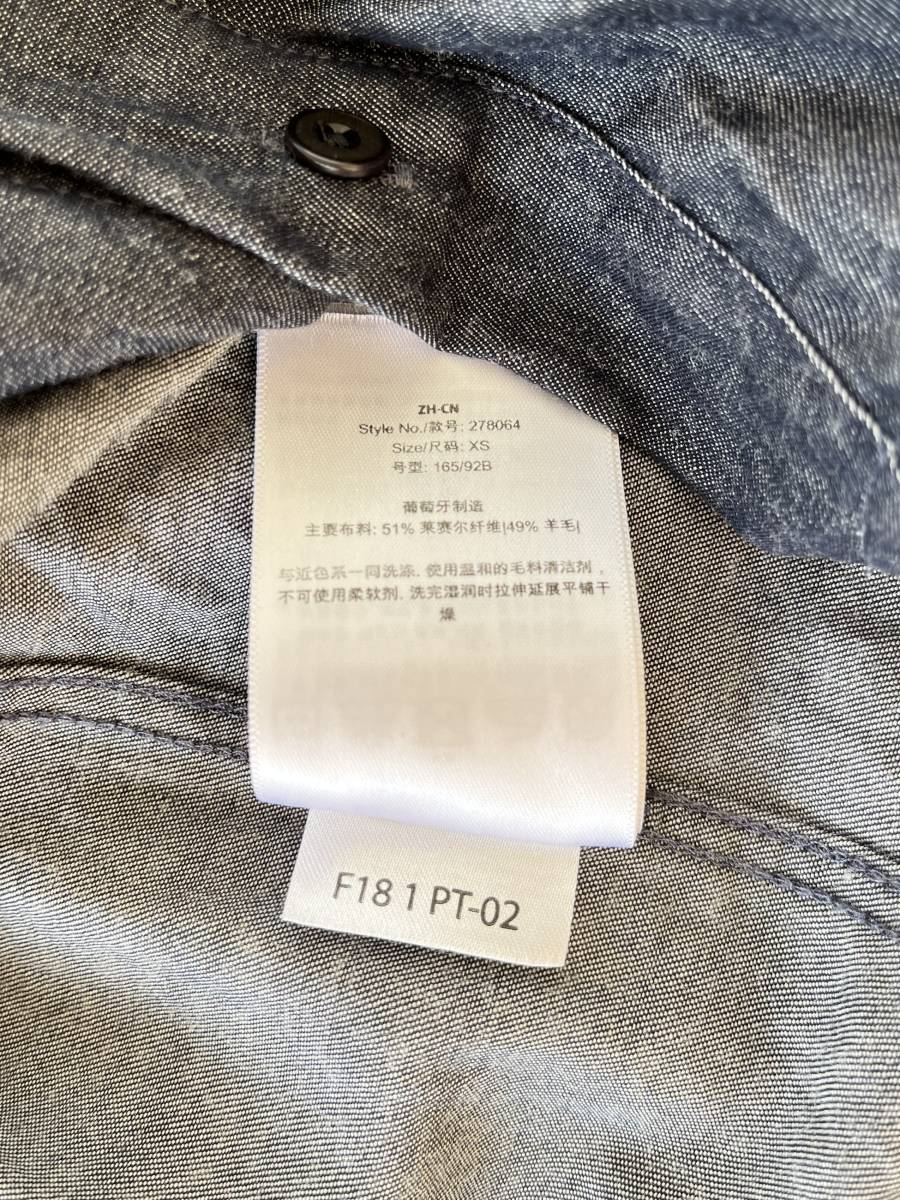 ZH-CN
Style No./款号: 278064
Size/尺码: XS
号型: 165/92B
葡萄牙制造
主要布料: 51% 莱赛尔纤维|49% 羊毛|
与近色系一同洗涤. 使用温和的毛料清洁剂,
不可使用柔软剂. 洗完湿润时拉伸延展平铺干
燥
F18 1 PT-02